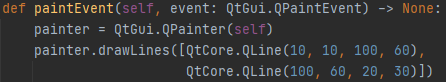 def paintEvent(self, event: QtGui.QPaintEvent) -> None:
    painter = QtGui.QPainter(self)
    painter.drawLines([QtCore.QLine(10, 10, 100, 60),
                       QtCore.QLine(100, 60, 20, 30)])